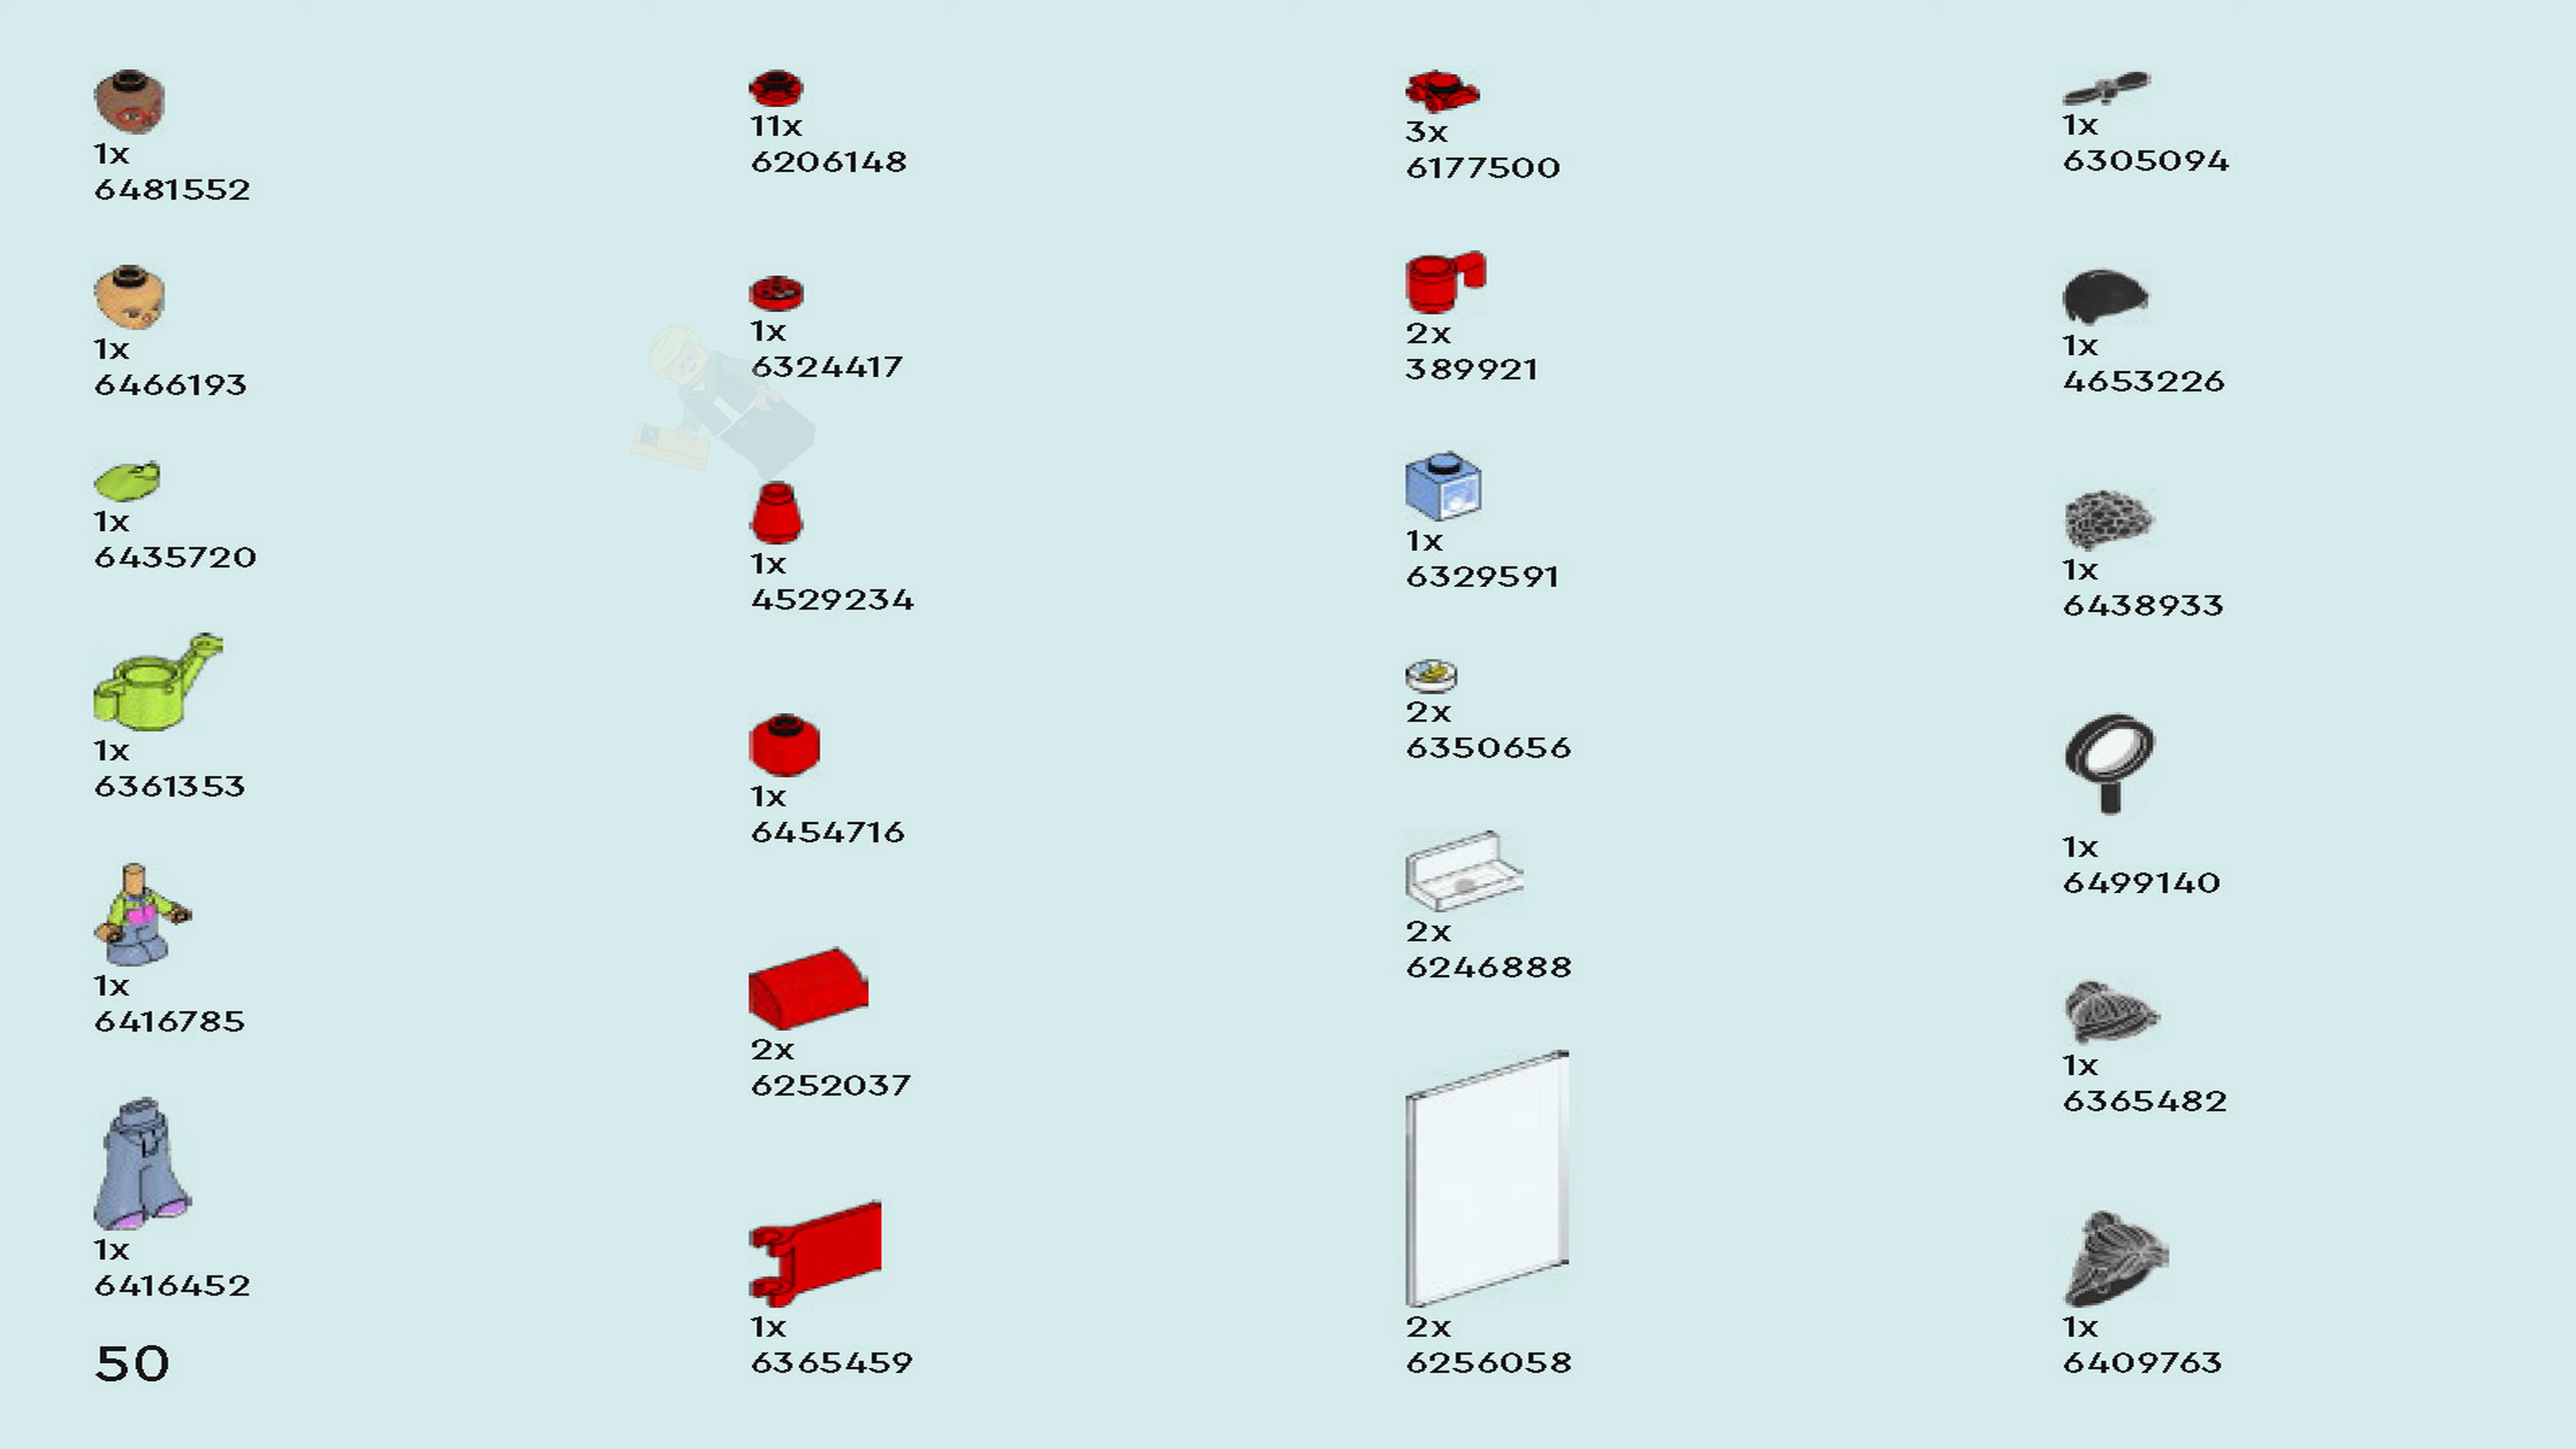 1x
6481552
1x
6466193
1x
6435720
1x
6361353
1x
6416785
1x
6416452
50
11x
6206148
1x
6324417
1x
4529234
1x
6454716
2x
6252037
1x
6365459
3x
6177500
2x
389921
1x
6329591
2x
6350656
2x
6246888
2x
6256058
1x
6305094
1x
4653226
1x
6438933
1x
6499140
1x
6365482
1x
6409763